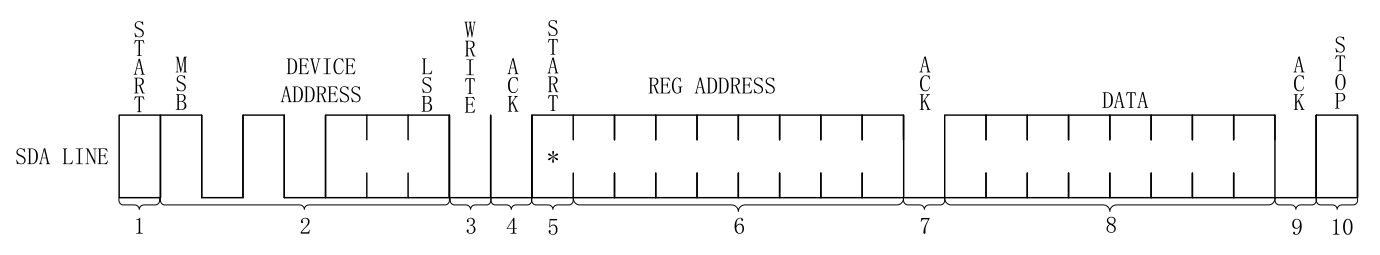 START
MSB
DEVICE
ADDRESS
LSB
WRITE
ACK
START
REG ADDRESS
ACK
DATA
ACK
STOP
SDA LINE
*
1 2 3 4 5 6 7 8 9 10